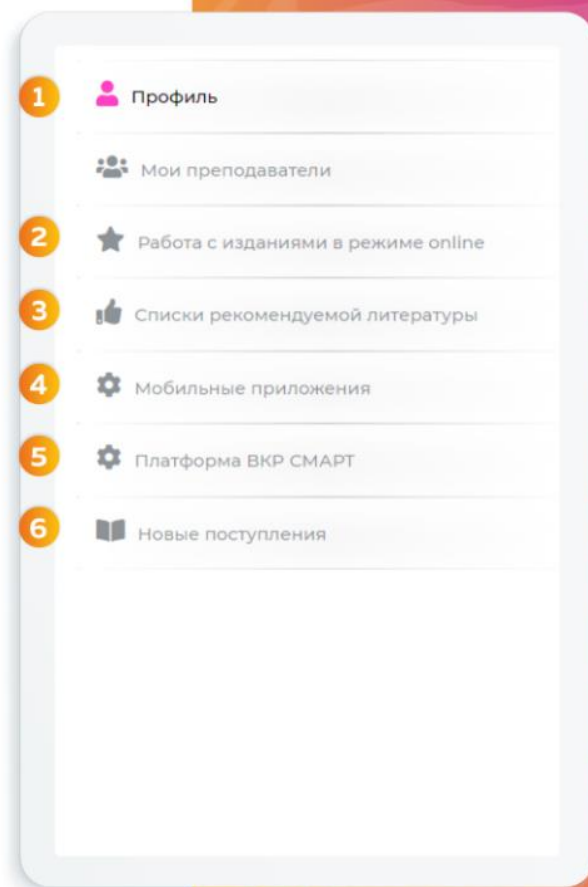 1 Профиль
Мои преподаватели
2 Работа с изданиями в режиме online
3 Списки рекомендуемой литературы
4 Мобильные приложения
5 Платформа ВКР СМАРТ
6 Новые поступления